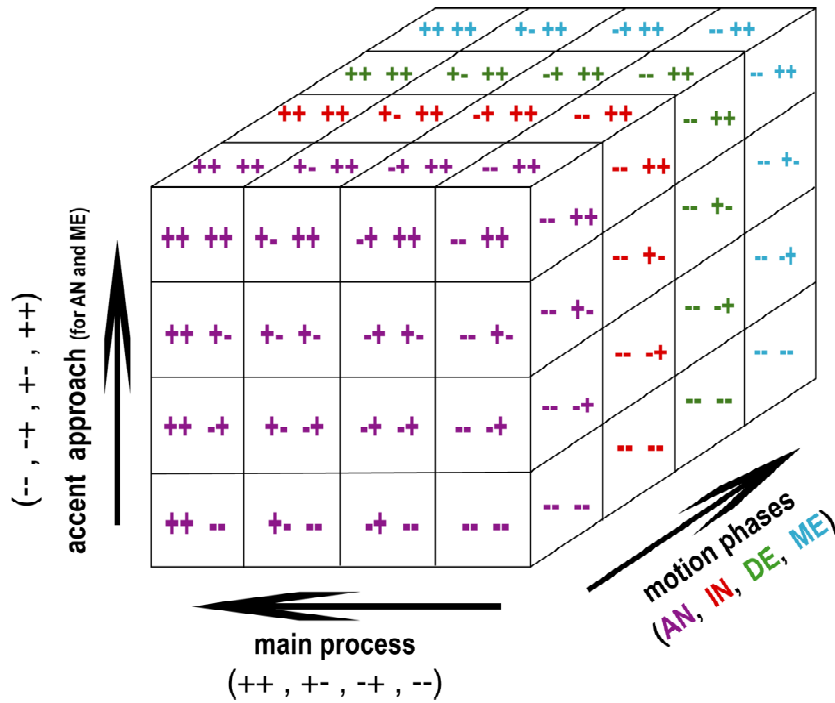 ++ ++ +- ++ -+ ++ -- ++
++ ++ +- ++ -+ ++ -- ++
++ ++ +- ++ -+ ++ -- ++
++ ++ +- ++ -+ ++ -- ++
-- ++
-- +-
-- -+
-- --
-- ++
-- +-
-- -+
-- --
-- ++
-- +-
-- -+
-- --
-- ++
-- +-
-- -+
-- --
++ ++ +- ++ -+ ++ -- ++
++ +- +- +- -+ +- -- +-
++ -+ +- -+ -+ -+ -- -+
++ -- +- -- -+ -- -- --
accent approach (for AN and ME)
(-- , -+ , +- , ++)
main process
(++ , +- , -+ , --)
motion phases
(AN, IN, DE, ME)